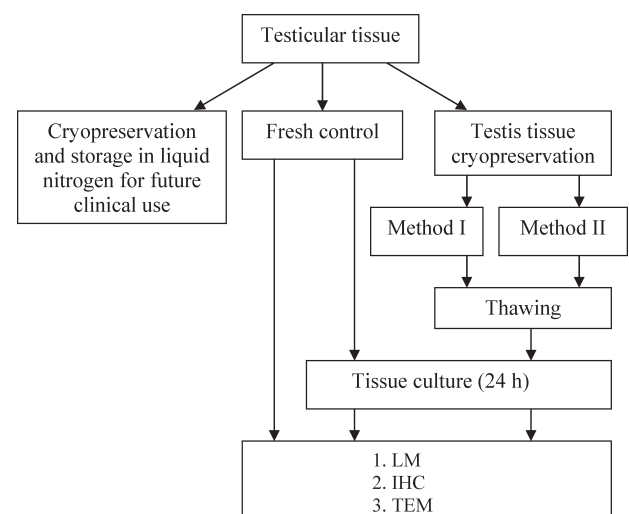 Testicular tissue
Cryopreservation
and storage in liquid
nitrogen for future
clinical use
Fresh control
Testis tissue
cryopreservation
Method I
Method II
Thawing
Tissue culture (24 h)
1. LM
2. IHC
3. TEM